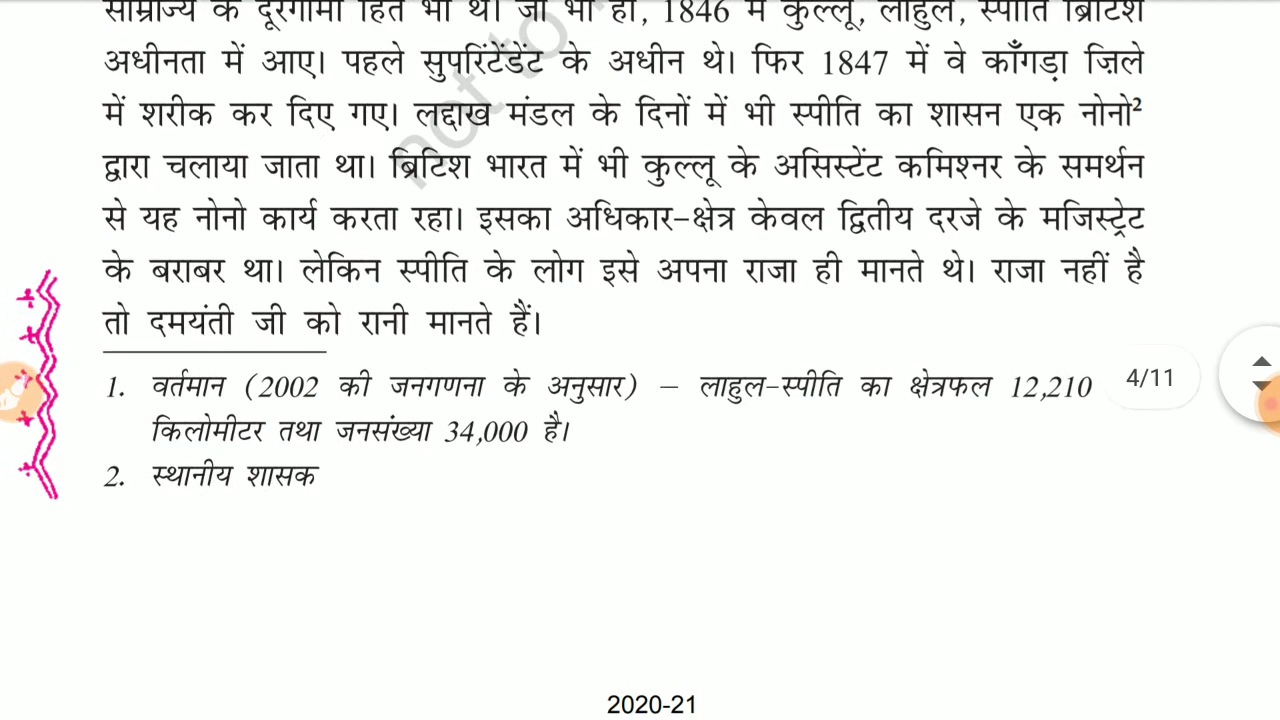 साम्राज्य के दूरगामी हित भी थे। जो भी हो, 1846 में कुल्लू, लाहुल, स्पीति ब्रिटिश
अधीनता में आए। पहले सुपरिंटेंडेंट के अधीन थे। फिर 1847 में वे काँगड़ा ज़िले
में शरीक कर दिए गए। लद्दाख मंडल के दिनों में भी स्पीति का शासन एक नोनो²
द्वारा चलाया जाता था। ब्रिटिश भारत में भी कुल्लू के असिस्टेंट कमिश्नर के समर्थन
से यह नोनो कार्य करता रहा। इसका अधिकार-क्षेत्र केवल द्वितीय दरजे के मजिस्ट्रेट
के बराबर था। लेकिन स्पीति के लोग इसे अपना राजा ही मानते थे। राजा नहीं है
तो दमयंती जी को रानी मानते हैं।
1. वर्तमान (2002 की जनगणना के अनुसार) – लाहुल-स्पीति का क्षेत्रफल 12,210
किलोमीटर तथा जनसंख्या 34,000 है।
2. स्थानीय शासक
4/11
not to
2020-21